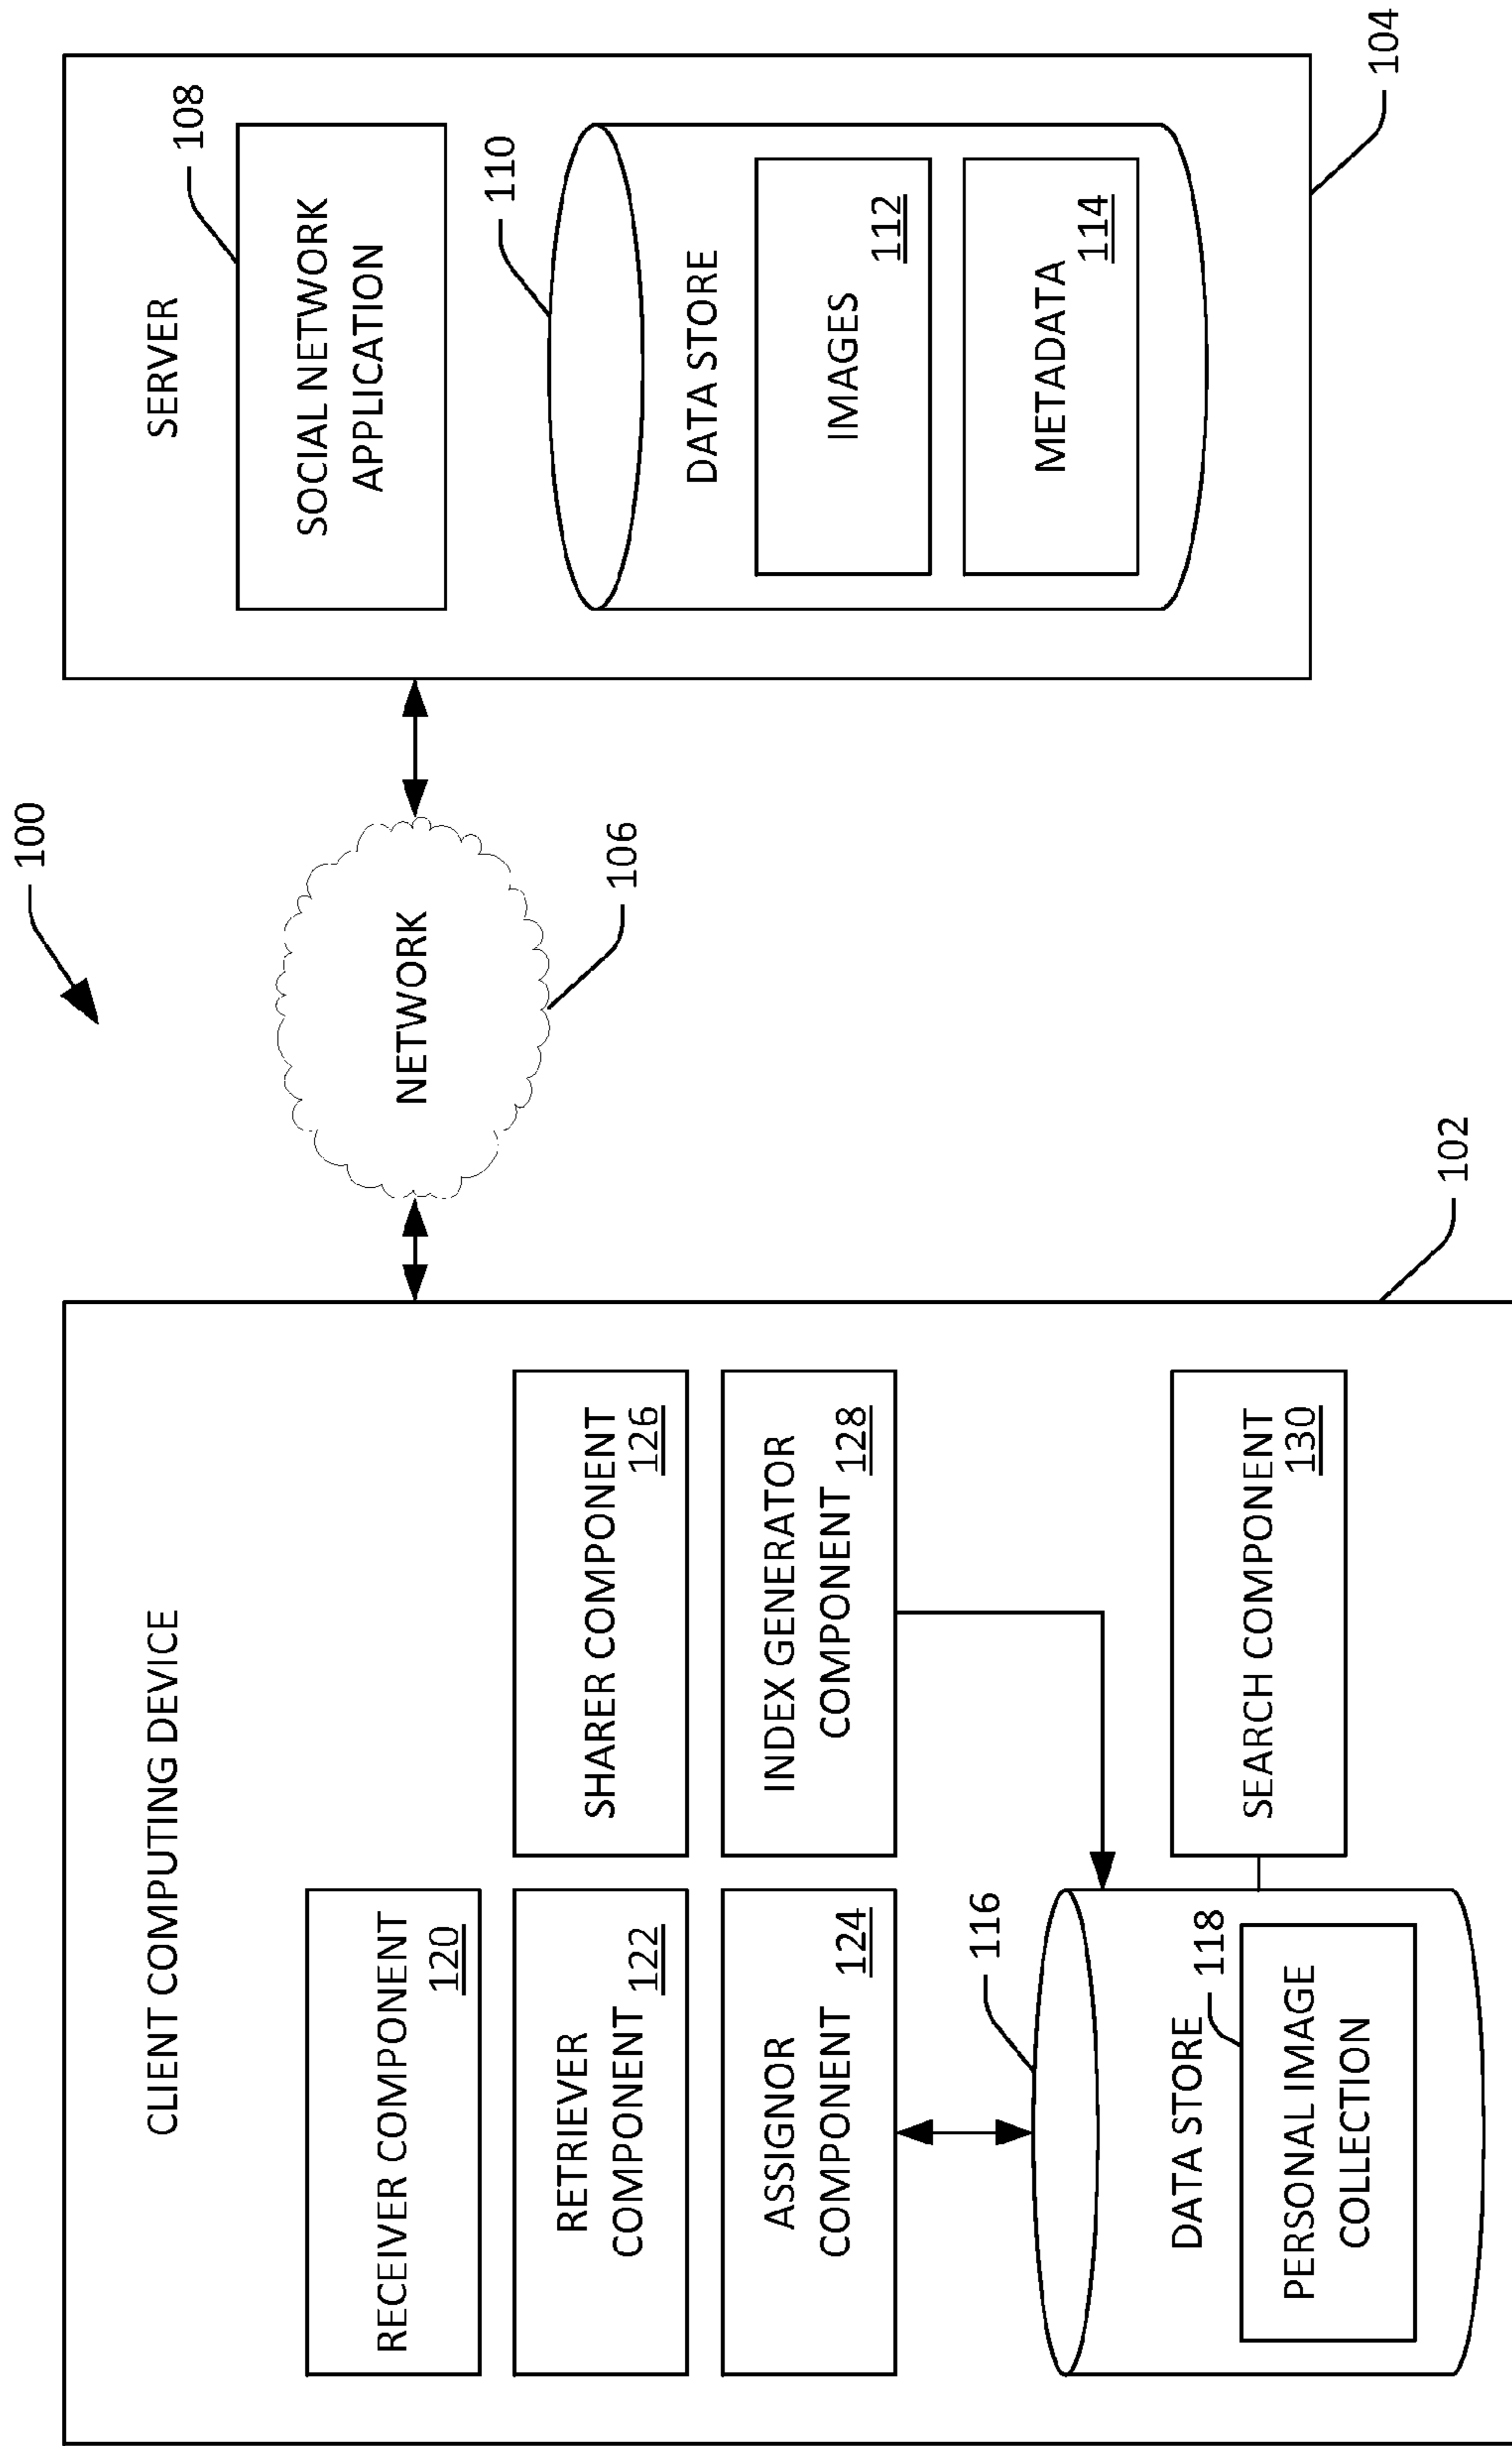 100
CLIENT COMPUTING DEVICE
RECEIVER COMPONENT
120
RETRIEVER
COMPONENT 122
ASSIGNOR
COMPONENT
124
SHARER COMPONENT
126
INDEX GENERATOR
COMPONENT 128
116
DATA STORE
118
PERSONAL IMAGE
COLLECTION
SEARCH COMPONENT
130
102
NETWORK
106
SERVER
108
SOCIAL NETWORK
APPLICATION
110
DATA STORE
IMAGES
112
METADATA
114
104